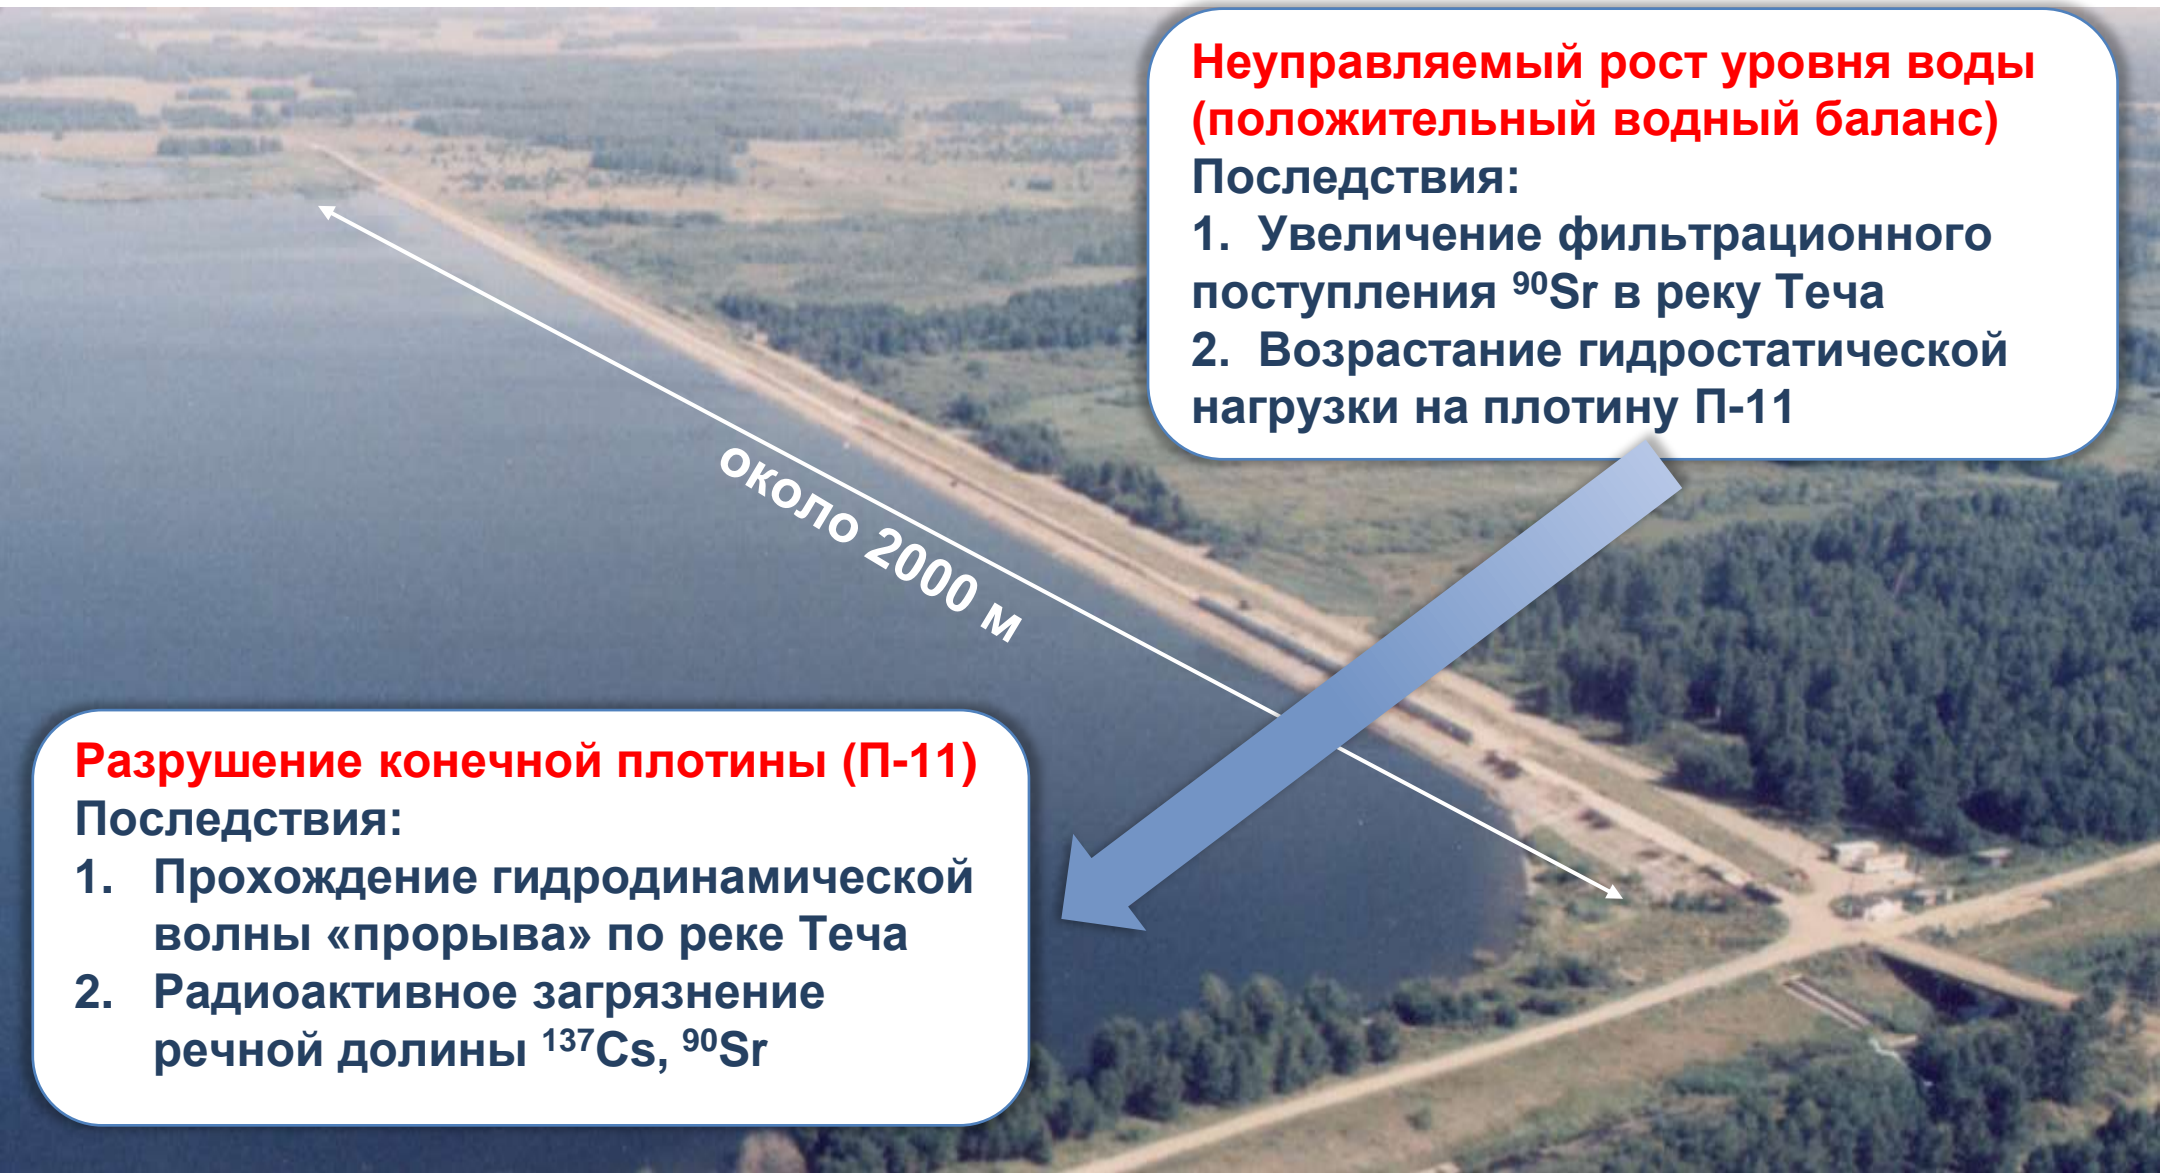 Неуправляемый рост уровня воды
(положительный водный баланс)
Последствия:
1. Увеличение фильтрационного
поступления ⁹⁰Sr в реку Теча
2. Возрастание гидростатической
нагрузки на плотину П-11
около 2000 м
Разрушение конечной плотины (П-11)
Последствия:
1. Прохождение гидродинамической
волны «прорыва» по реке Теча
2. Радиоактивное загрязнение
речной долины ¹³⁷Cs, ⁹⁰Sr